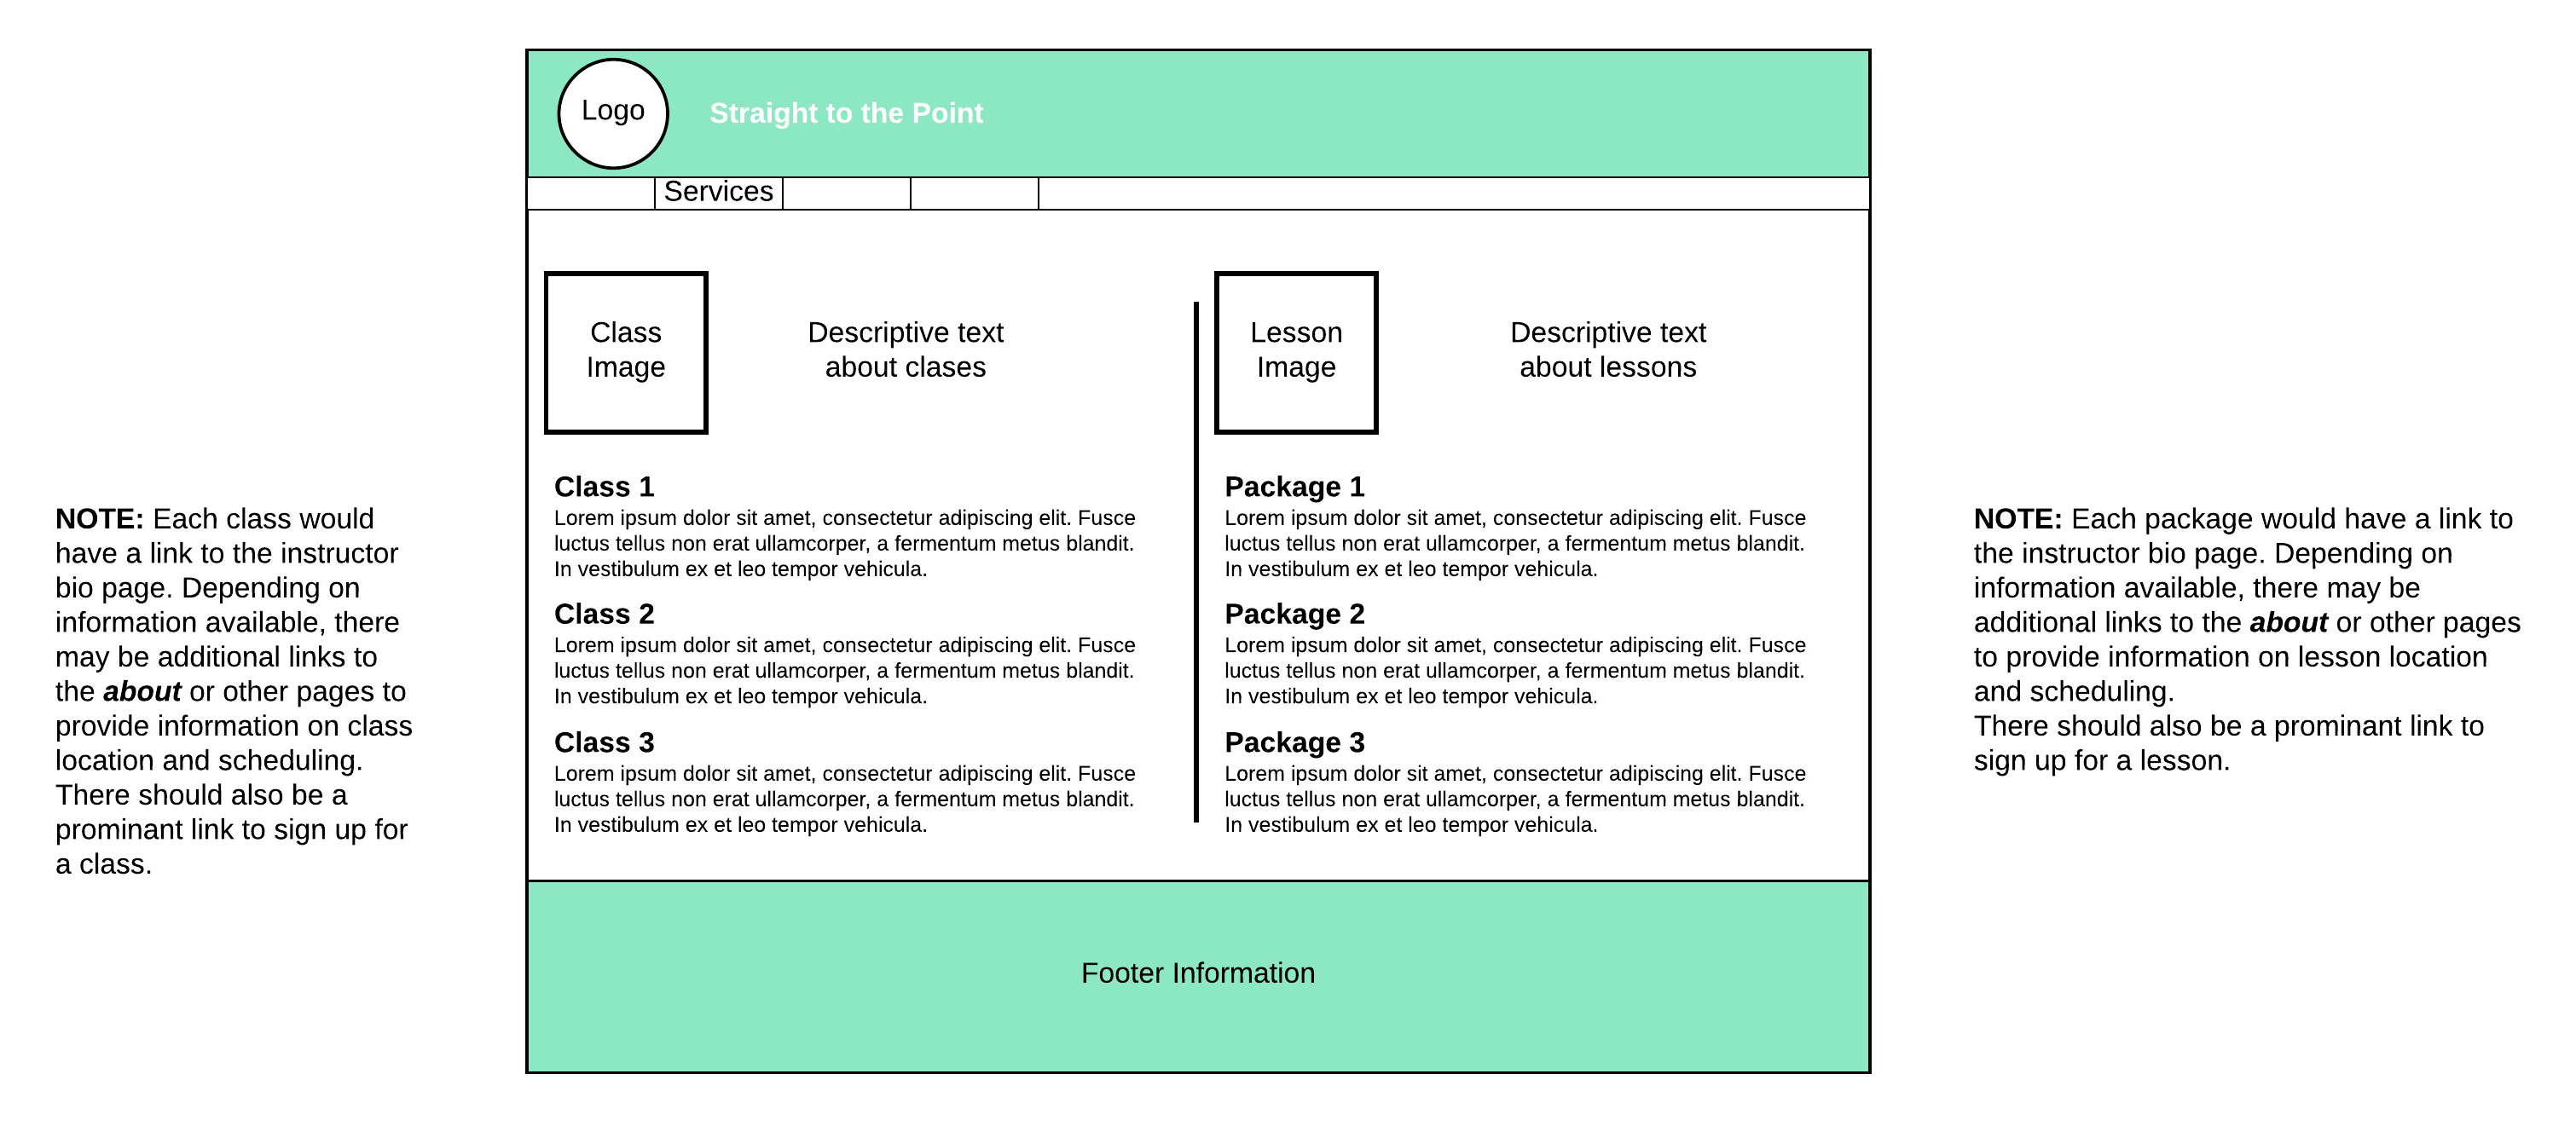 Logo
Straight to the Point
Services
Class
Image
Descriptive text
about clases
Lesson
Image
Descriptive text
about lessons
NOTE: Each class would
have a link to the instructor
bio page. Depending on
information available, there
may be additional links to
the about or other pages to
provide information on class
location and scheduling.
There should also be a
prominant link to sign up for
a class.
Class 1
Lorem ipsum dolor sit amet, consectetur adipiscing elit. Fusce
luctus tellus non erat ullamcorper, a fermentum metus blandit.
In vestibulum ex et leo tempor vehicula.
Class 2
Lorem ipsum dolor sit amet, consectetur adipiscing elit. Fusce
luctus tellus non erat ullamcorper, a fermentum metus blandit.
In vestibulum ex et leo tempor vehicula.
Class 3
Lorem ipsum dolor sit amet, consectetur adipiscing elit. Fusce
luctus tellus non erat ullamcorper, a fermentum metus blandit.
In vestibulum ex et leo tempor vehicula.
Package 1
Lorem ipsum dolor sit amet, consectetur adipiscing elit. Fusce
luctus tellus non erat ullamcorper, a fermentum metus blandit.
In vestibulum ex et leo tempor vehicula.
Package 2
Lorem ipsum dolor sit amet, consectetur adipiscing elit. Fusce
luctus tellus non erat ullamcorper, a fermentum metus blandit.
In vestibulum ex et leo tempor vehicula.
Package 3
Lorem ipsum dolor sit amet, consectetur adipiscing elit. Fusce
luctus tellus non erat ullamcorper, a fermentum metus blandit.
In vestibulum ex et leo tempor vehicula.
NOTE: Each package would have a link to
the instructor bio page. Depending on
information available, there may be
additional links to the about or other pages
to provide information on lesson location
and scheduling.
There should also be a prominant link to
sign up for a lesson.
Footer Information